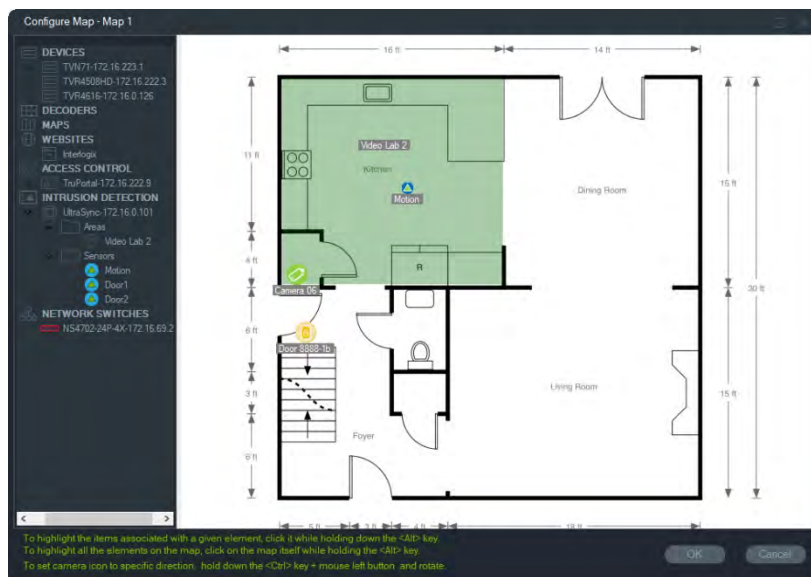 Configure Map - Map 1
DEVICES
TVN71-172.16.223.1
TVR4508HD-172.16.222.3
TVR4616-172.16.0.126
DECODERS
MAPS
WEBSITES
Interlogix
ACCESS CONTROL
TruPortal-172.16.222.9
INTRUSION DETECTION
UltraSync-172.16.0.101
Areas
Video Lab 2
Sensors
Motion
Door1
Door2
NETWORK SWITCHES
NS4702-24P-4X-172.16.69.2
16 ft
14 ft
11 ft
Video Lab 2
Kitchen
Motion
Dining Room
15 ft
4 ft
R
Camera 06
30 ft
6 ft
Door 8888-1b
3 ft
Living Room
15 ft
Foyer
6 ft
5 ft
3 ft
4 ft
18 ft
To highlight the items associated with a given element, click it while holding down the <Alt> key.
To highlight all the elements on the map, click on the map itself while holding the <Alt> key.
To set camera icon to specific direction, hold down the <Ctrl> key + mouse left button and rotate.
OK
Cancel